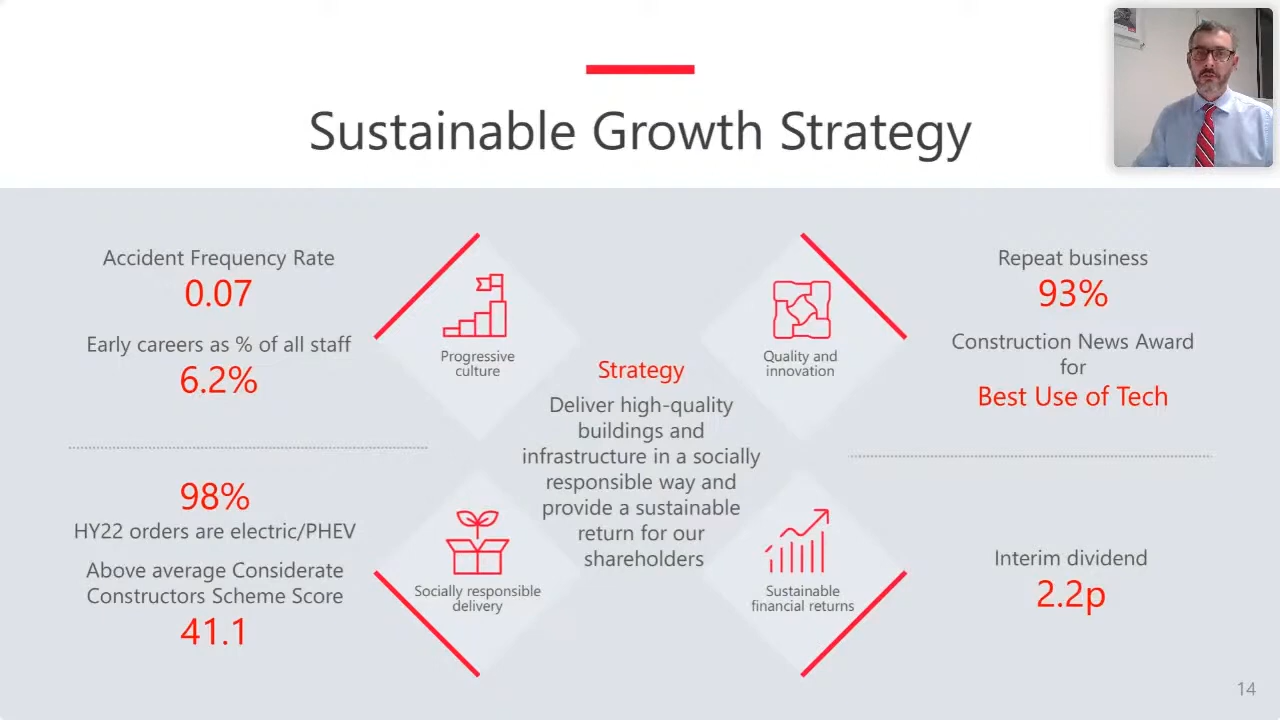 Sustainable Growth Strategy
Accident Frequency Rate
0.07
Early careers as % of all staff
6.2%
Progressive
culture
Quality and
innovation
Repeat business
93%
Construction News Award
for
Best Use of Tech
Strategy
Deliver high-quality
buildings and
infrastructure in a socially
responsible way and
provide a sustainable
return for our
shareholders
98%
HY22 orders are electric/PHEV
Above average Considerate
Constructors Scheme Score
41.1
Socially responsible
delivery
Sustainable
financial returns
Interim dividend
2.2p
14